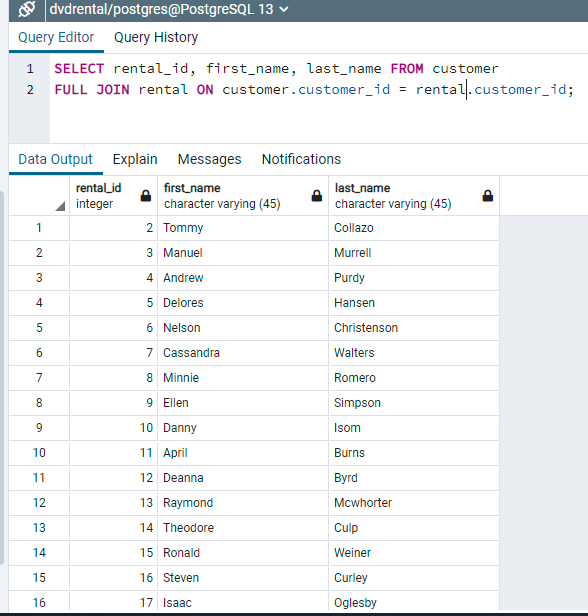 dvdrental/postgres@PostgreSQL 13
Query Editor Query History
1 SELECT rental_id, first_name, last_name FROM customer
2 FULL JOIN rental ON customer.customer_id = rental.customer_id;
Data Output Explain Messages Notifications
rental_id first_name last_name
integer character varying (45) character varying (45)
1 2 Tommy Collazo
2 3 Manuel Murrell
3 4 Andrew Purdy
4 5 Delores Hansen
5 6 Nelson Christenson
6 7 Cassandra Walters
7 8 Minnie Romero
8 9 Ellen Simpson
9 10 Danny Isom
10 11 April Burns
11 12 Deanna Byrd
12 13 Raymond Mcwhorter
13 14 Theodore Culp
14 15 Ronald Weiner
15 16 Steven Curley
16 17 Isaac Oglesby